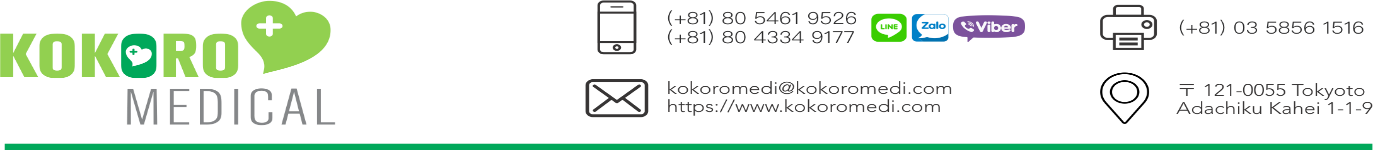 KOKORO
MEDICAL
(+81) 80 5461 9526
(+81) 80 4334 9177
LINE
Zalo
Viber
kokoromedi@kokoromedi.com
https://www.kokoromedi.com
(+81) 03 5856 1516
〒 121-0055 Tokyoto
Adachiku Kahei 1-1-9